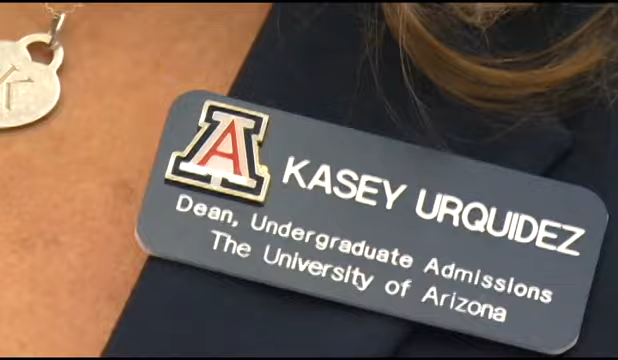 K
A
KASEY URQUIDEZ
Dean, Undergraduate Admissions
The University of Arizona